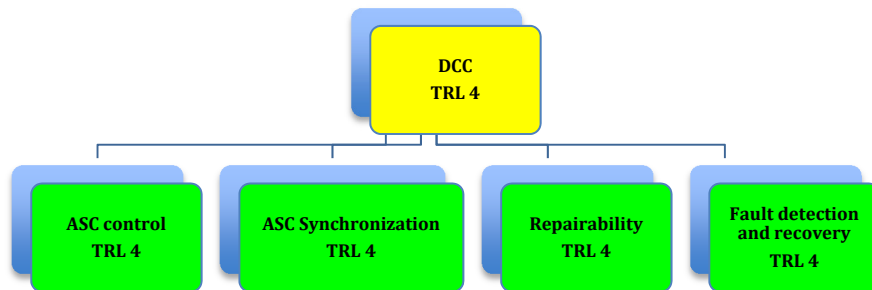 DCC
TRL 4
ASC control
TRL 4
ASC Synchronization
TRL 4
Repairability
TRL 4
Fault detection
and recovery
TRL 4